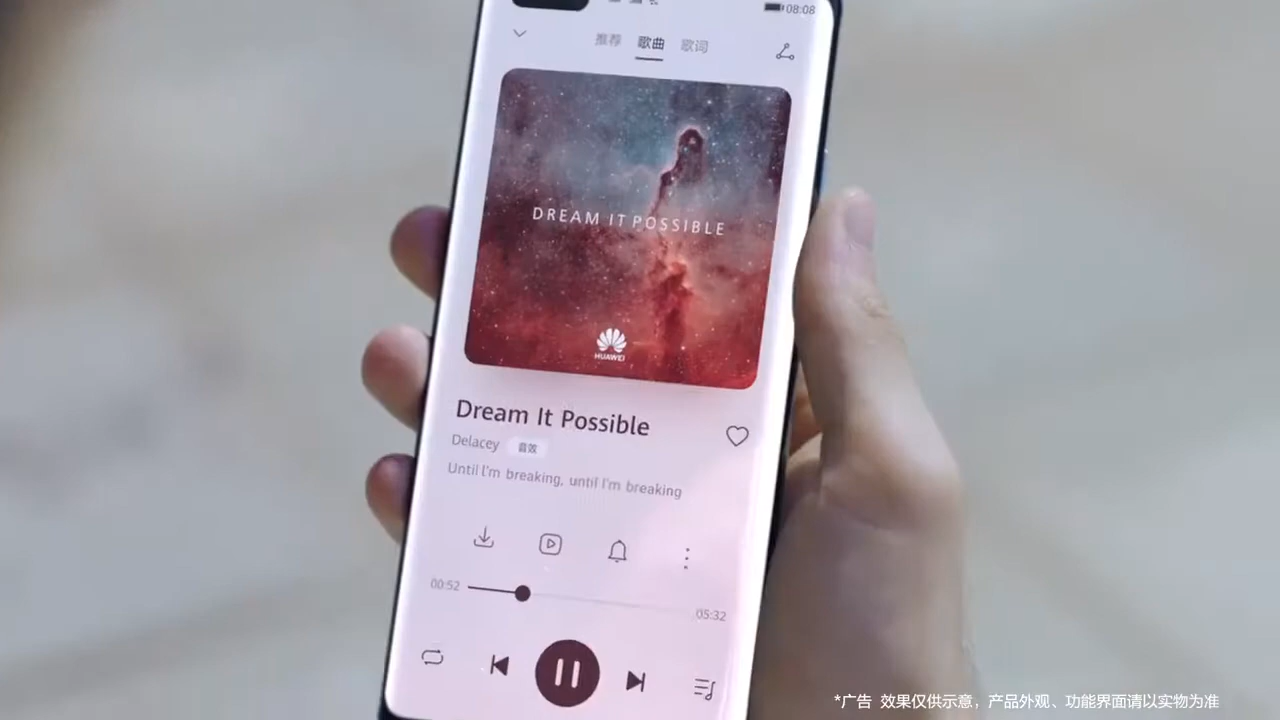 08:08
推荐 歌曲 歌词
DREAM IT POSSIBLE
HUAWEI
Dream It Possible
Delacey 音效
Until I'm breaking, until I'm breaking
00:52 05:32
*广告 效果仅供示意，产品外观、功能界面请以实物为准